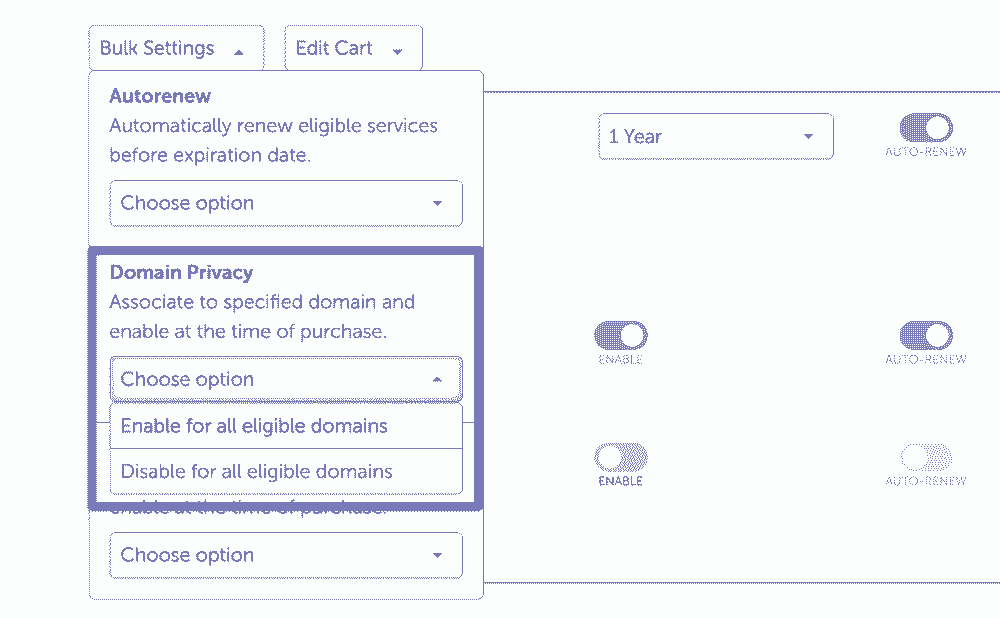 Bulk Settings
Edit Cart
Autorenew
Automatically renew eligible services
before expiration date.
Choose option
1 Year
AUTO-RENEW
Domain Privacy
Associate to specified domain and
enable at the time of purchase.
Choose option
Enable for all eligible domains
Disable for all eligible domains
ENABLE
AUTO-RENEW
ENABLE
AUTO-RENEW
enable at the time of purchase.
Choose option